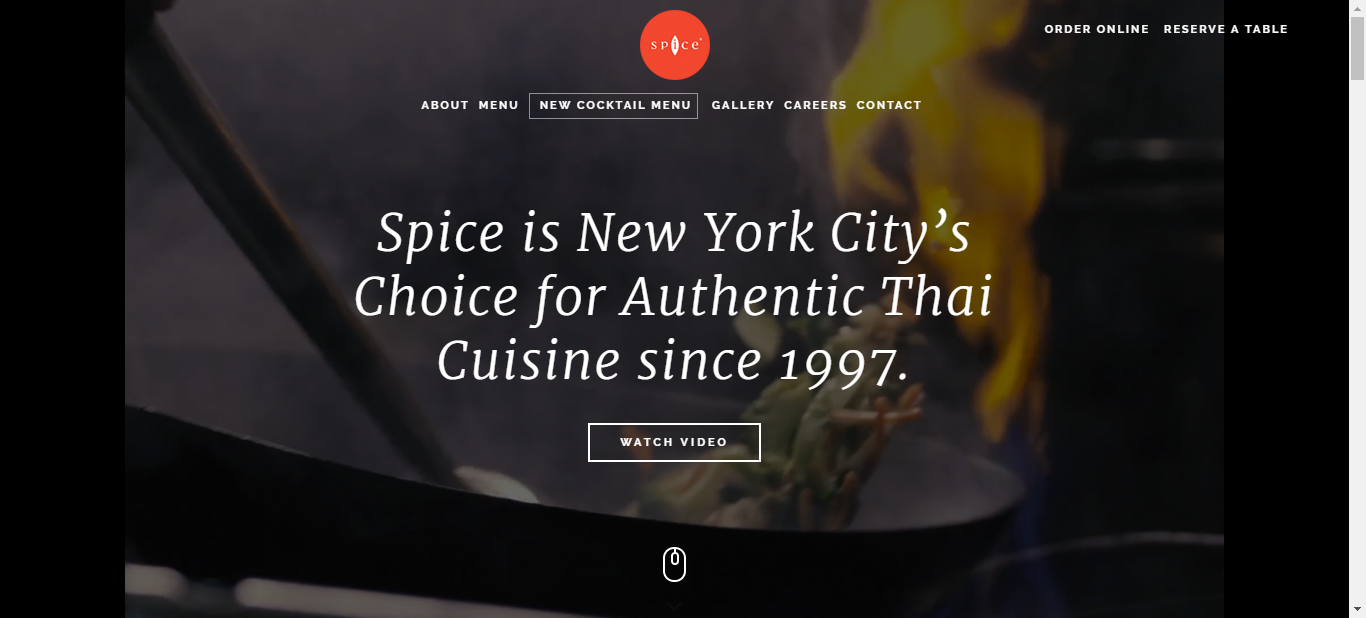 spice
ORDER ONLINE RESERVE A TABLE
ABOUT MENU NEW COCKTAIL MENU GALLERY CAREERS CONTACT
Spice is New York City’s
Choice for Authentic Thai
Cuisine since 1997.
WATCH VIDEO